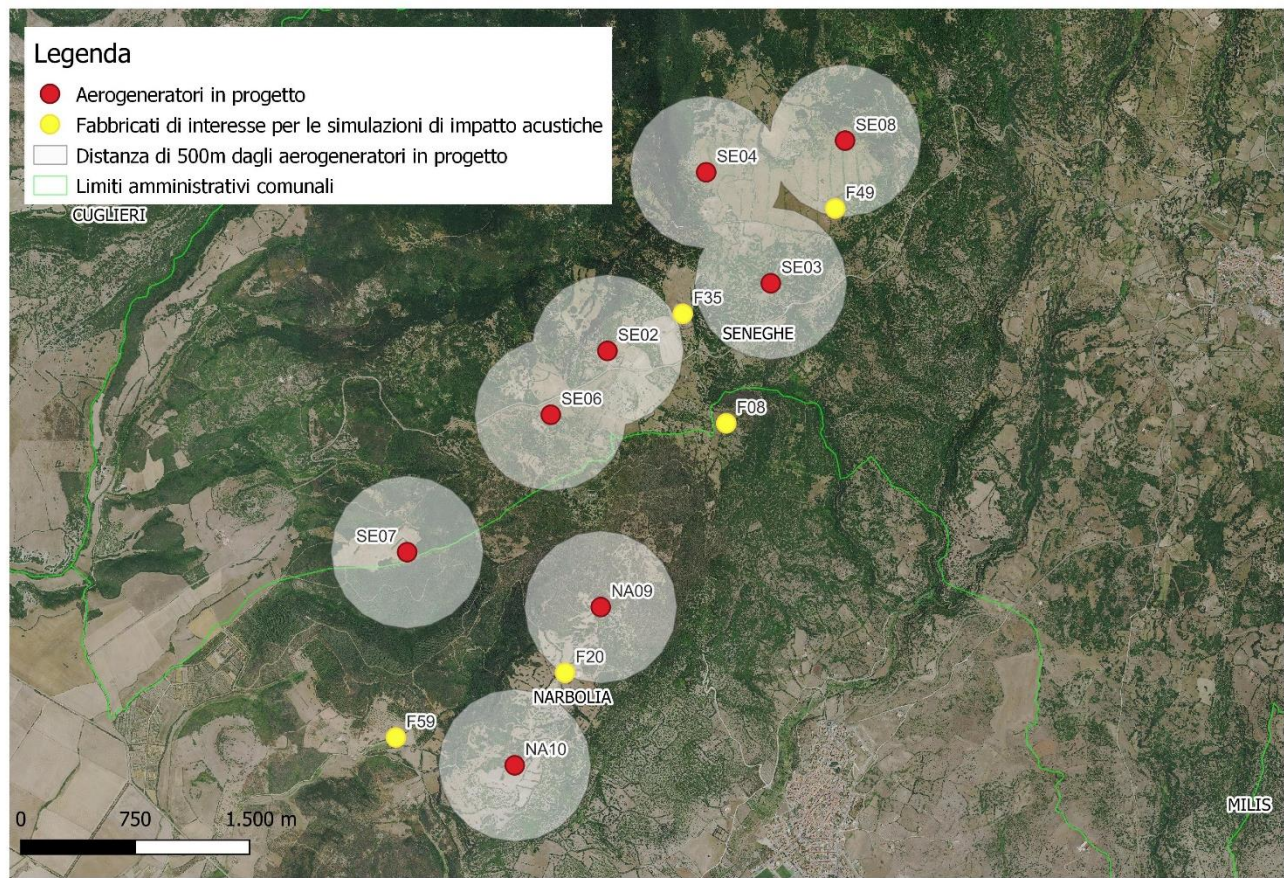 Legenda
Aerogeneratori in progetto
Fabbricati di interesse per le simulazioni di impatto acustiche
Distanza di 500m dagli aerogeneratori in progetto
Limiti amministrativi comunali
CUGLIERI
SE08
SE04
F49
SE03
F35
SENEGHE
SE02
SE06
F08
SE07
NA09
F20
NARBOLIA
F59
NA10
MILIS
0 750 1.500 m